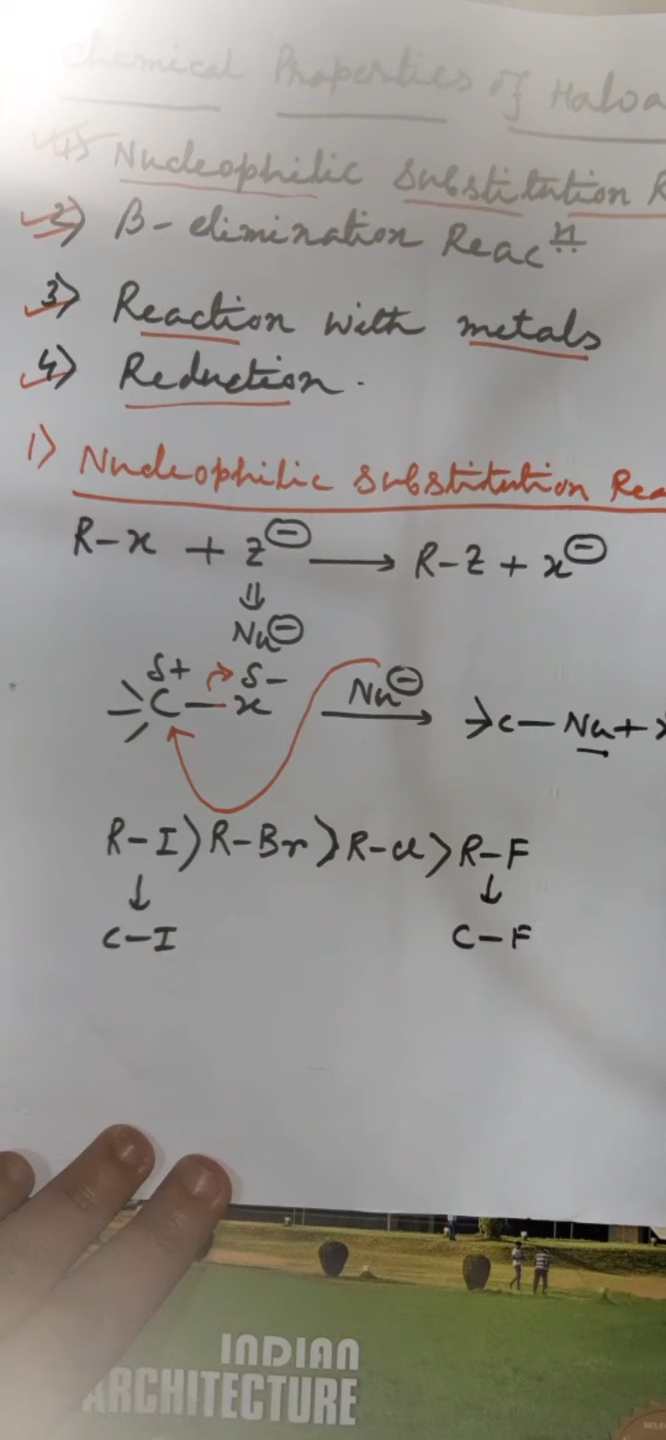 Chemical Properties of Haloa
1) Nucleophilic Substitution R
2) β-elimination Reacⁿ
3) Reaction with metals
4) Reduction.
1) Nucleophilic substitution Rea
R-x + z⊖ → R-Z + x⊖
⇓
Nu⊖
δ+ δ-
C-x Nu⊖ → C-Nu+
R-I > R-Br > R-Cl > R-F
↓ ↓
C-I C-F
INDIAN
ARCHITECTURE